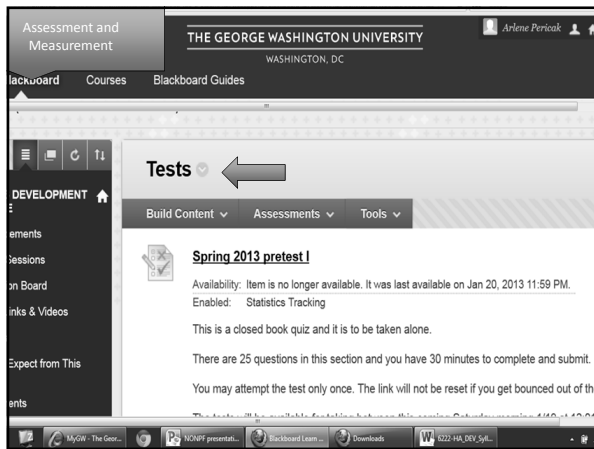 Assessment and
Measurement
THE GEORGE WASHINGTON UNIVERSITY
WASHINGTON, DC
Arlene Pericak
Blackboard Courses Blackboard Guides
Tests
DEVELOPMENT
Build Content Assessments Tools
ements
Sessions
on Board
inks & Videos
Expect from This
ents
Spring 2013 pretest I
Availability: Item is no longer available. It was last available on Jan 20, 2013 11:59 PM.
Enabled: Statistics Tracking
This is a closed book quiz and it is to be taken alone.
There are 25 questions in this section and you have 30 minutes to complete and submit.
You may attempt the test only once. The link will not be reset if you get bounced out of th
MyGW - The Geor... NONPF presentati... Blackboard Learn ... Downloads 6222-HA_DEV_Syll...